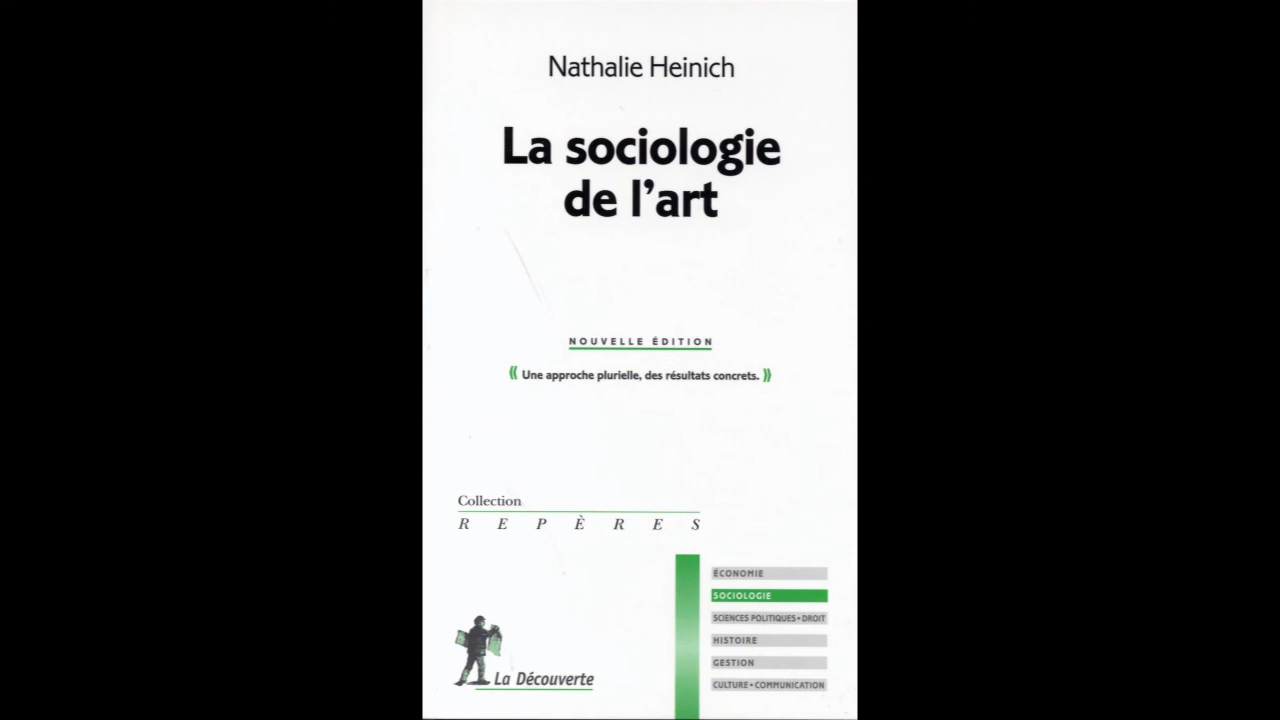 Nathalie Heinich
La sociologie
de l'art
NOUVELLE ÉDITION
⸨ Une approche plurielle, des résultats concrets. ⸩
Collection
REPÈRES
ÉCONOMIE
SOCIOLOGIE
SCIENCES POLITIQUES • DROIT
HISTOIRE
GESTION
CULTURE • COMMUNICATION
La Découverte